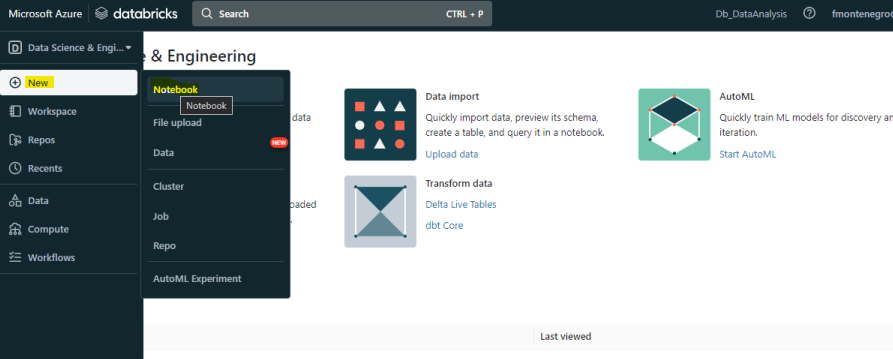 Microsoft Azure databricks Search CTRL + P Db_DataAnalysis fmontenegro
Data Science & Engi... e & Engineering
New
Workspace
Repos
Recents
Data
Compute
Workflows
Notebook
Notebook
File upload
Data NEW
Cluster
Job
Repo
AutoML Experiment
data
oaded
Data import
Quickly import data, preview its schema,
create a table, and query it in a notebook.
Upload data
Transform data
Delta Live Tables
dbt Core
AutoML
Quickly train ML models for discovery an
iteration.
Start AutoML
Last viewed